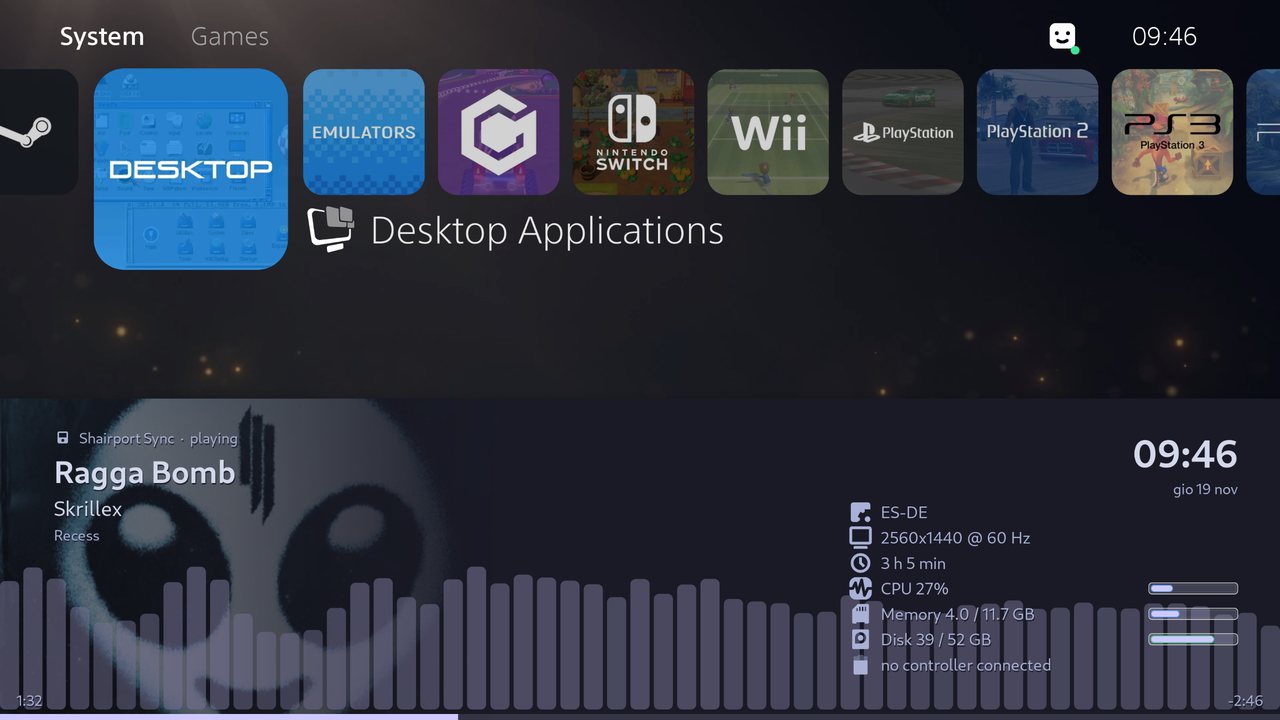 System
Games
09:46
DESKTOP
EMULATORS
NINTENDO
SWITCH
Wii
PlayStation
PlayStation 2
PS3
PlayStation 3
Desktop Applications
Shairport Sync · playing
Ragga Bomb
Skrillex
Recess
09:46
gio 19 nov
ES-DE
2560x1440 @ 60 Hz
3 h 5 min
CPU 27%
Memory 4.0 / 11.7 GB
Disk 39 / 52 GB
no controller connected
1:32
-2:46